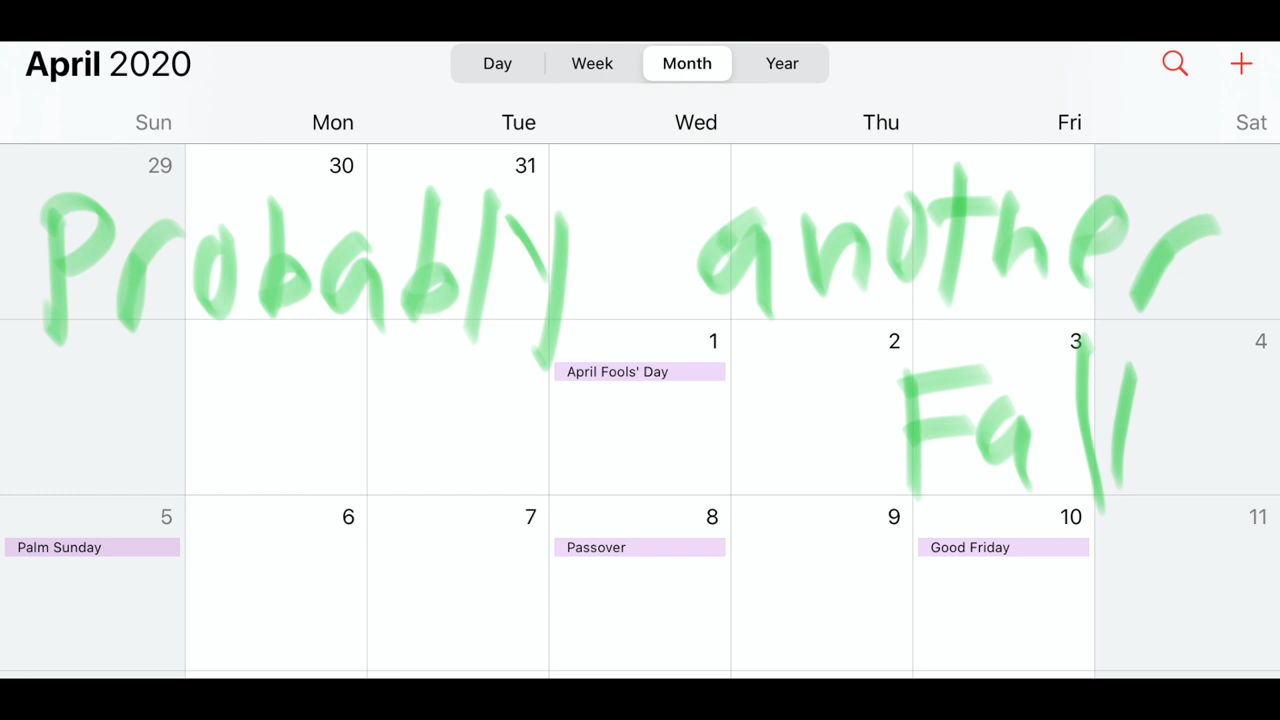 April 2020 Day Week Month Year
Sun Mon Tue Wed Thu Fri Sat
29 30 31
Probably another
1 2 3 4
April Fools' Day
Fall
5 6 7 8 9 10 11
Palm Sunday Passover Good Friday